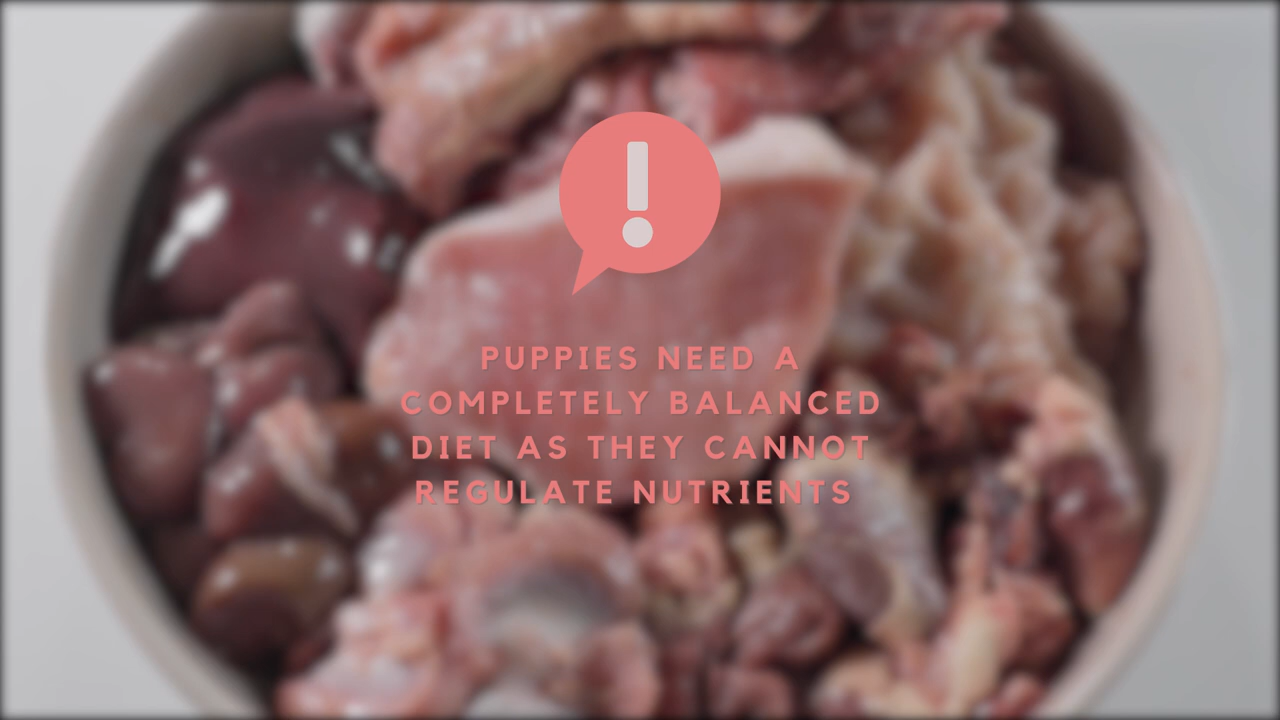 PUPPIES NEED A
COMPLETELY BALANCED
DIET AS THEY CANNOT
REGULATE NUTRIENTS